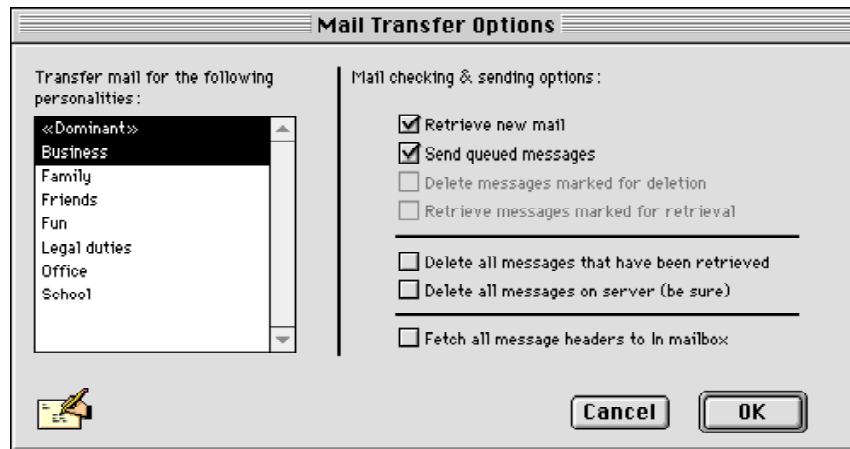 Mail Transfer Options
Transfer mail for the following
personalities:
«Dominant»
Business
Family
Friends
Fun
Legal duties
Office
School
Mail checking & sending options:
Retrieve new mail
Send queued messages
Delete messages marked for deletion
Retrieve messages marked for retrieval
Delete all messages that have been retrieved
Delete all messages on server (be sure)
Fetch all message headers to In mailbox
Cancel
OK